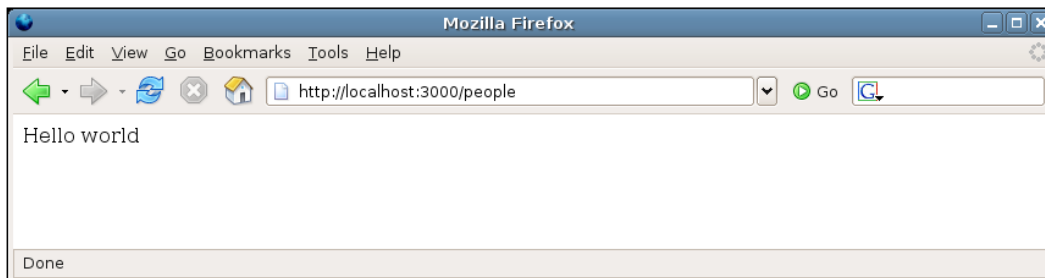 Mozilla Firefox
File Edit View Go Bookmarks Tools Help
http://localhost:3000/people Go G
Hello world
Done